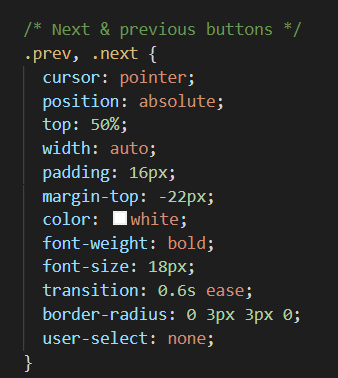 /* Next & previous buttons */
.prev, .next {
  cursor: pointer;
  position: absolute;
  top: 50%;
  width: auto;
  padding: 16px;
  margin-top: -22px;
  color: white;
  font-weight: bold;
  font-size: 18px;
  transition: 0.6s ease;
  border-radius: 0 3px 3px 0;
  user-select: none;
}